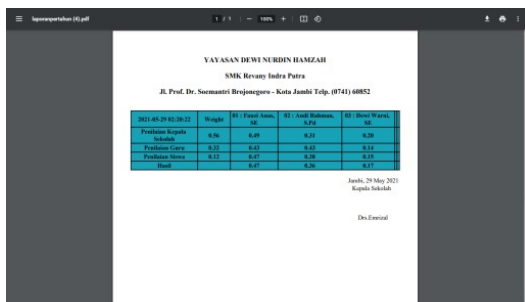 laporanpertahun (4).pdf
1 / 1
100%
YAYASAN DEWI NURDIN HAMZAH
SMK Revany Indra Putra
Jl. Prof. Dr. Soemantri Brojonegoro - Kota Jambi Telp. (0741) 60852
2021-05-29 02:20:22 Weight 01 : Fauzi Anas, SE 02 : Andi Rahman, S.Pd 03 : Dewi Warni, SE
Penilaian Kepala Sekolah 0.56 0.49 0.31 0.20
Penilaian Guru 0.32 0.43 0.43 0.14
Penilaian Siswa 0.12 0.47 0.38 0.15
Hasil 0.47 0.36 0.17
Jambi, 29 May 2021
Kepala Sekolah
Drs.Emrizal